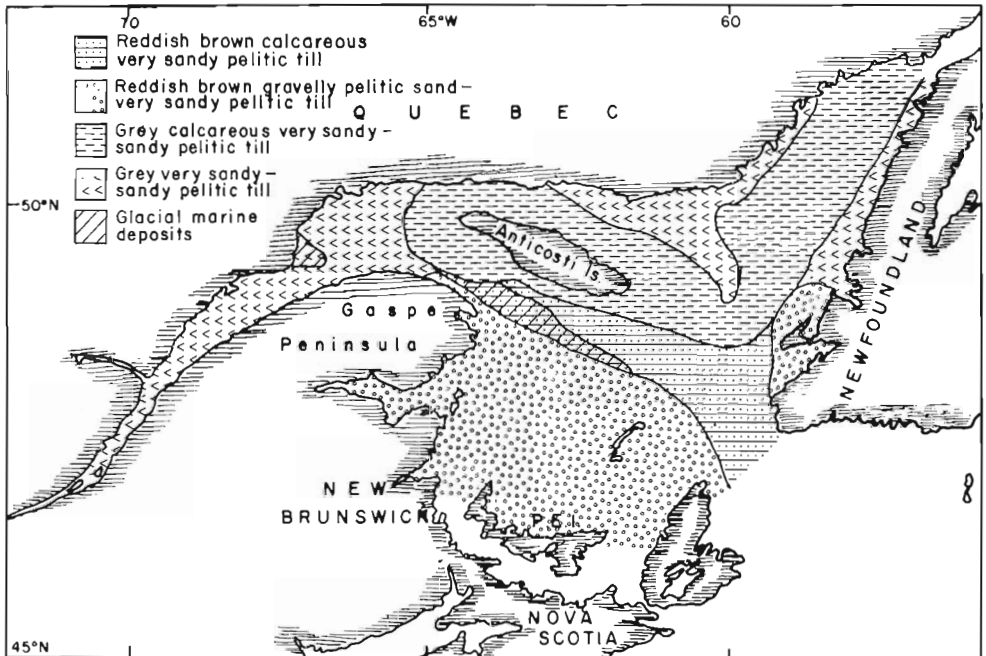 70
65°W
60
Reddish brown calcareous
very sandy pelitic till
Reddish brown gravelly pelitic sand-
very sandy pelitic till
Grey calcareous very sandy-
sandy pelitic till
Grey very sandy-
sandy pelitic till
Glacial marine
deposits
QUEBEC
50°N
Anticosti Is
Gaspe
Peninsula
NEWFOUNDLAND
NEW
BRUNSWICK
PEI
NOVA
SCOTIA
45°N